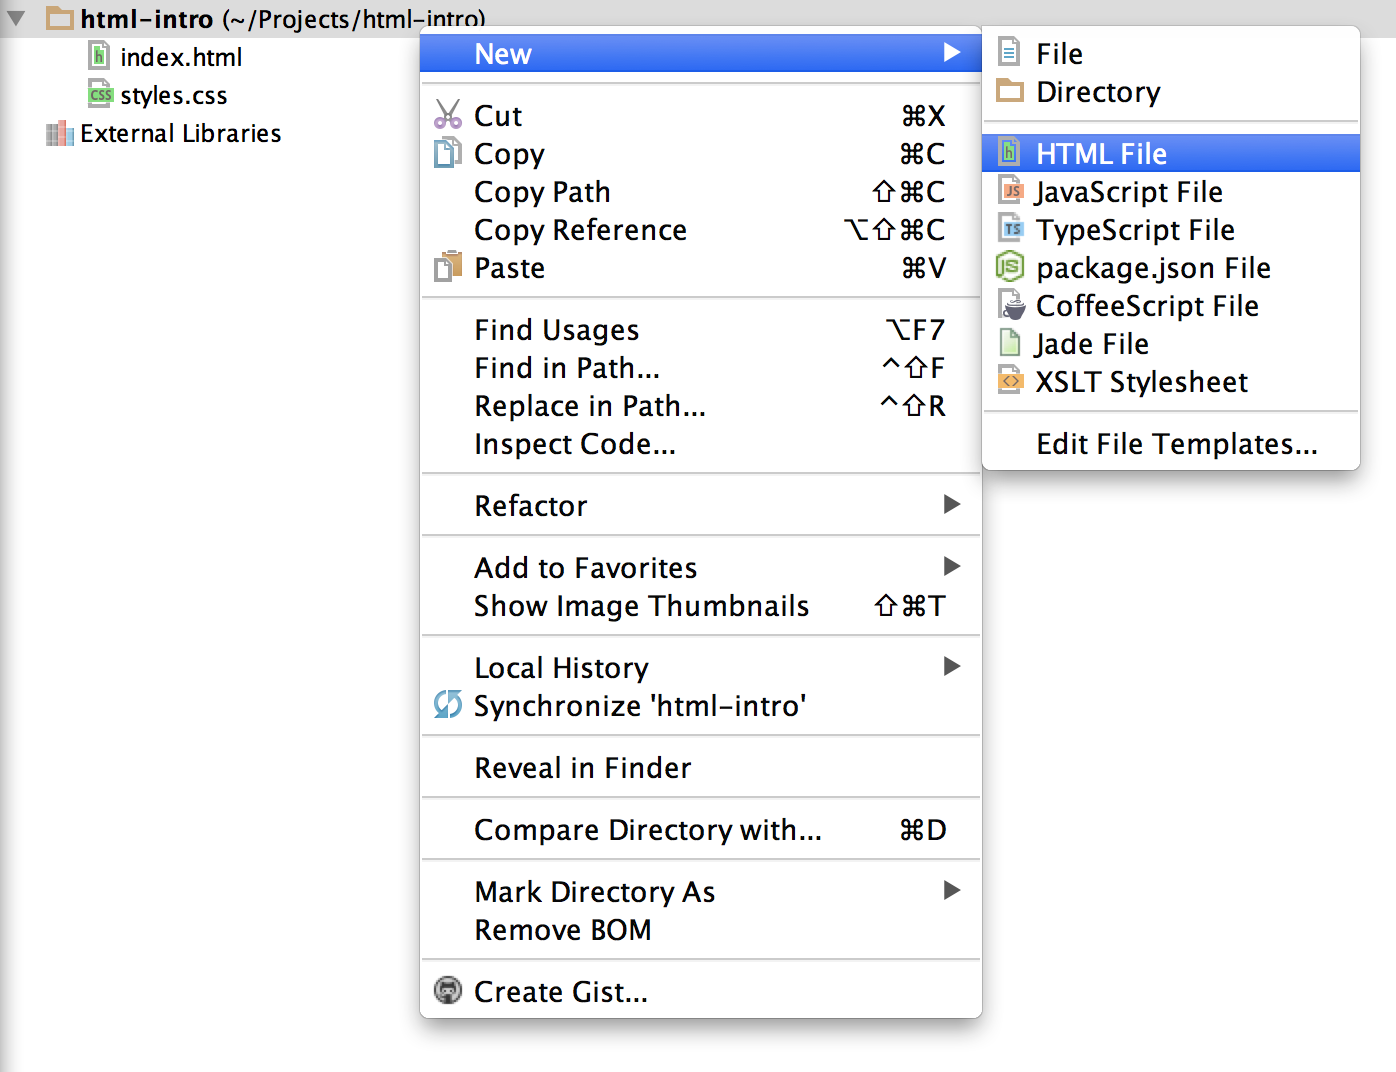 html-intro (~/Projects/html-intro)
index.html
styles.css
External Libraries
New
Cut ⌘X
Copy ⌘C
Copy Path ⇧⌘C
Copy Reference ⌥⇧⌘C
Paste ⌘V
Find Usages ⌥F7
Find in Path... ^⇧F
Replace in Path... ^⇧R
Inspect Code...
Refactor
Add to Favorites
Show Image Thumbnails ⇧⌘T
Local History
Synchronize 'html-intro'
Reveal in Finder
Compare Directory with... ⌘D
Mark Directory As
Remove BOM
Create Gist...
File
Directory
HTML File
JavaScript File
TypeScript File
package.json File
CoffeeScript File
Jade File
XSLT Stylesheet
Edit File Templates...